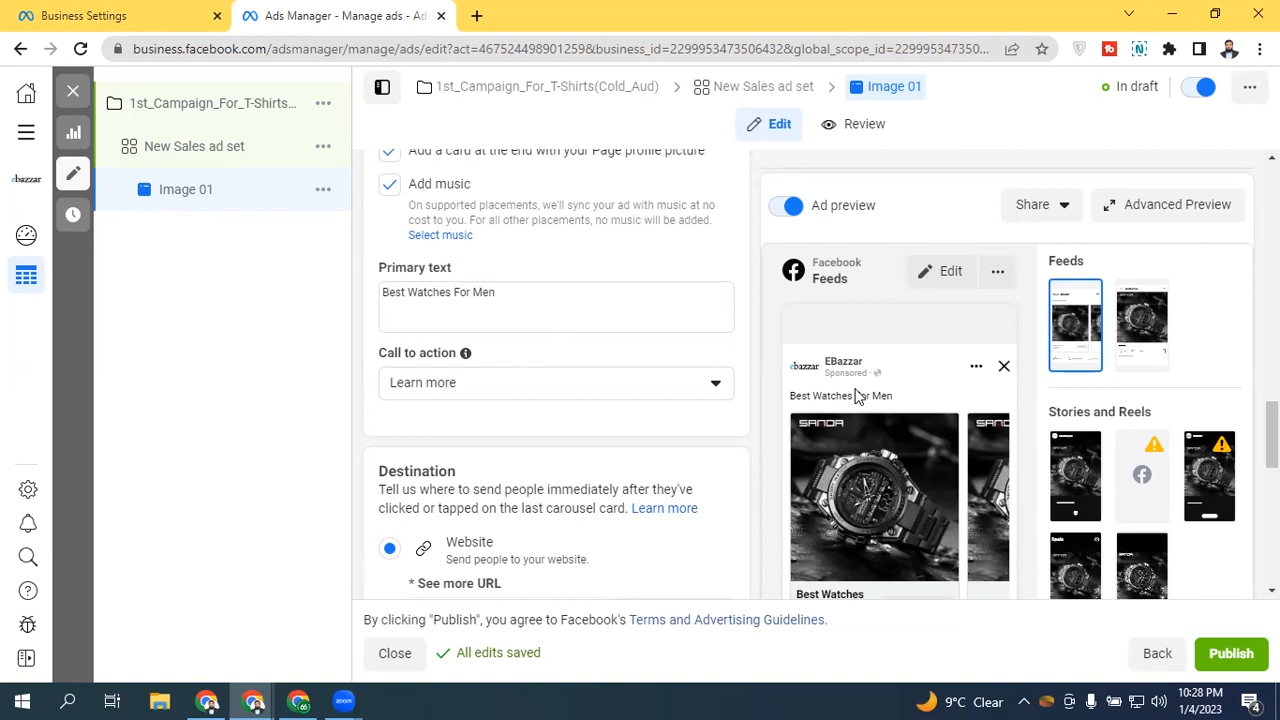 Business Settings
Ads Manager - Manage ads - Ad
business.facebook.com/adsmanager/manage/ads/edit?act=467524498901259&business_id=2299953473506432&global_scope_id=229995347350...
1st_Campaign_For_T-Shirts(Cold_Aud)
New Sales ad set
Image 01
In draft
1st_Campaign_For_T-Shirts...
Edit
Review
New Sales ad set
Add a card at the end with your Page profile picture
Image 01
Add music
On supported placements, we'll sync your ad with music at no
cost to you. For all other placements, no music will be added.
Select music
ebazzar
Ad preview
Share
Advanced Preview
Primary text
Best Watches For Men
Facebook
Feeds
Edit
Feeds
Call to action
Learn more
ebazzar
EBazzar
Sponsored ·
Best Watches For Men
SANDA
Best Watches
Stories and Reels
Destination
Tell us where to send people immediately after they've
clicked or tapped on the last carousel card. Learn more
Website
Send people to your website.
* See more URL
By clicking "Publish", you agree to Facebook's Terms and Advertising Guidelines.
Close
All edits saved
Back
Publish
zoom
9°C Clear
10:28 PM
1/4/2023
4